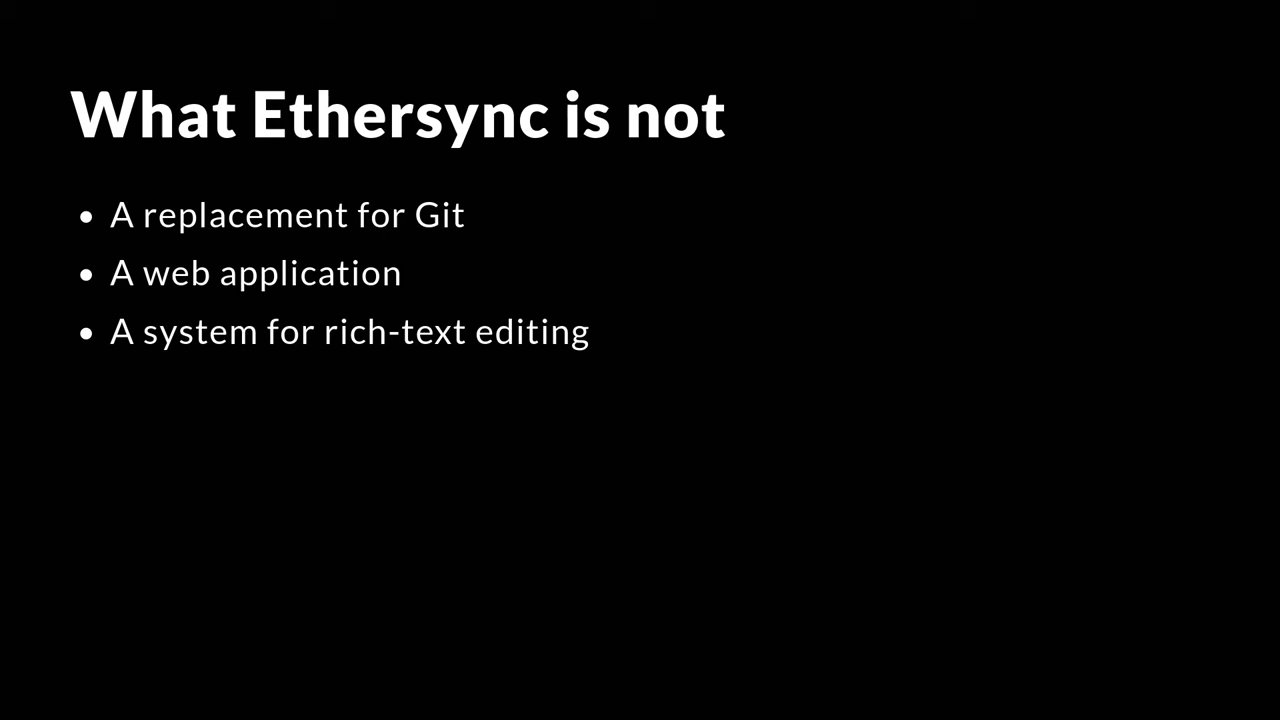 What Ethersync is not
• A replacement for Git
• A web application
• A system for rich-text editing